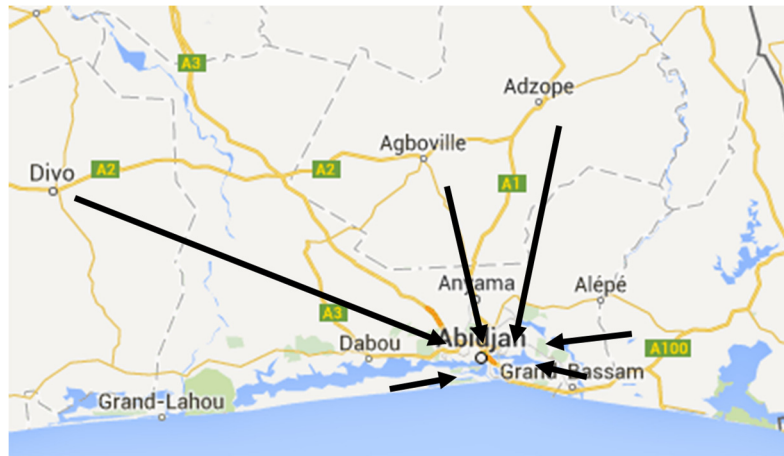 A3
Adzope
Agboville
Divo
A2
A2
A1
Anyama
Alépé
A3
Abidjan
Dabou
A100
Grand-Bassam
Grand-Lahou